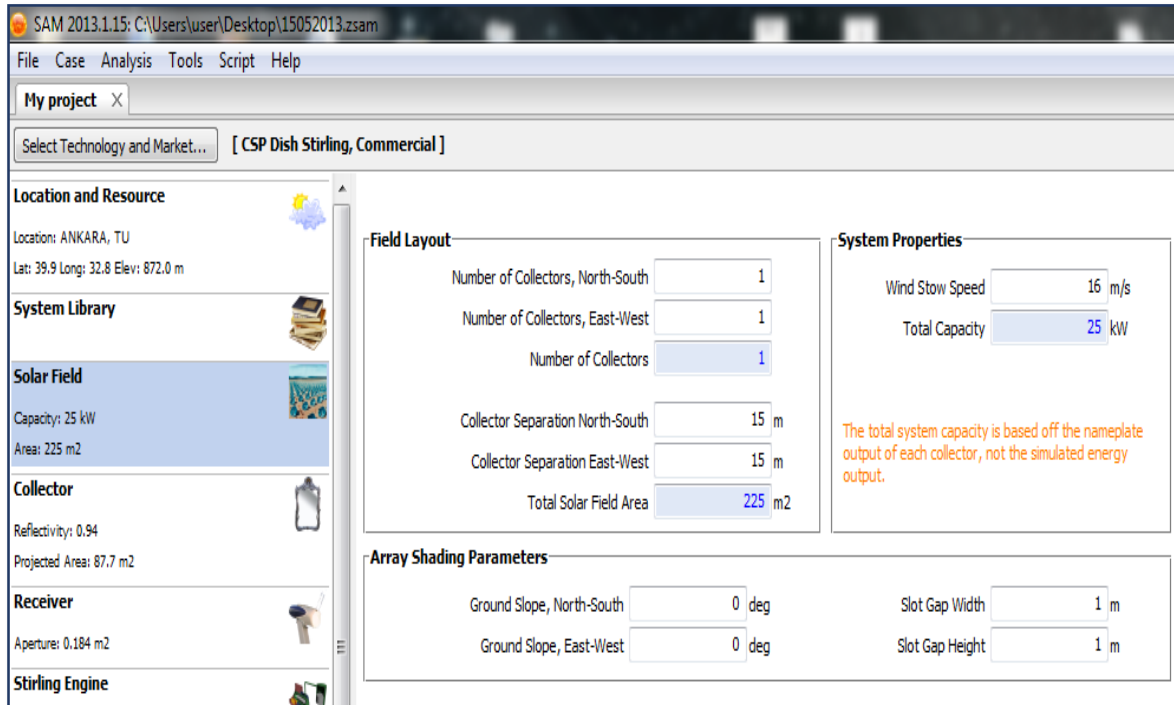 SAM 2013.1.15: C:\Users\user\Desktop\15052013.zsam
File Case Analysis Tools Script Help
My project X
Select Technology and Market... [ CSP Dish Stirling, Commercial ]
Location and Resource
Location: ANKARA, TU
Lat: 39.9 Long: 32.8 Elev: 872.0 m
System Library
Solar Field
Capacity: 25 kW
Area: 225 m2
Collector
Reflectivity: 0.94
Projected Area: 87.7 m2
Receiver
Aperture: 0.184 m2
Stirling Engine
Field Layout
Number of Collectors, North-South 1
Number of Collectors, East-West 1
Number of Collectors 1
Collector Separation North-South 15 m
Collector Separation East-West 15 m
Total Solar Field Area 225 m2
System Properties
Wind Stow Speed 16 m/s
Total Capacity 25 kW
The total system capacity is based off the nameplate
output of each collector, not the simulated energy
output.
Array Shading Parameters
Ground Slope, North-South 0 deg
Ground Slope, East-West 0 deg
Slot Gap Width 1 m
Slot Gap Height 1 m